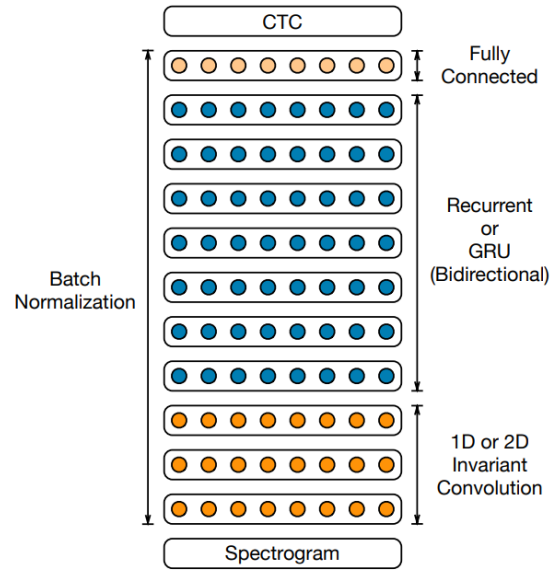 CTC
Fully
Connected
Recurrent
or
GRU
(Bidirectional)
Batch
Normalization
1D or 2D
Invariant
Convolution
Spectrogram